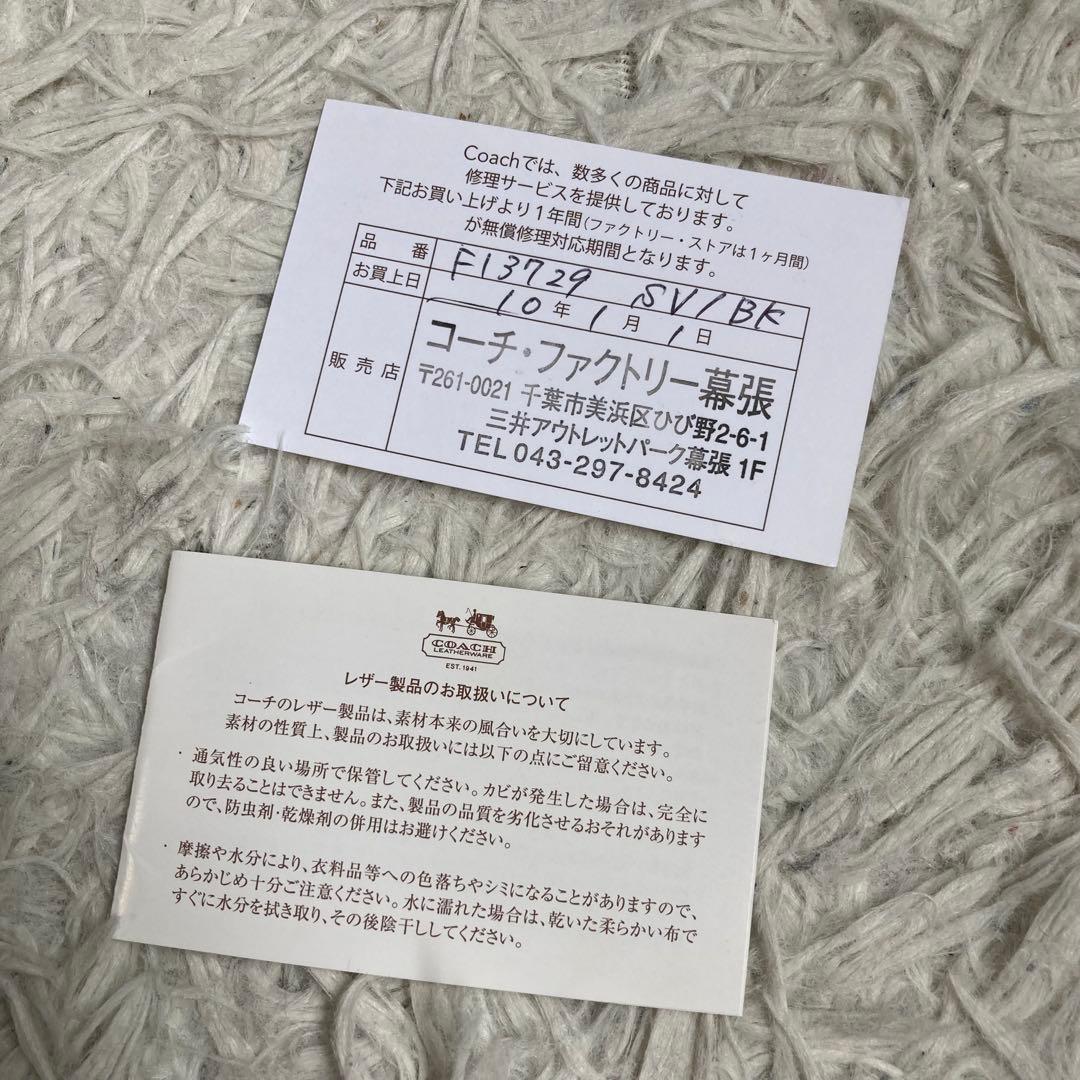 Coachでは、数多くの商品に対して
修理サービスを提供しております。
下記お買い上げより1年間(ファクトリー・ストアは1ヶ月間)
が無償修理対応期間となります。
品 番 F13729 SV/BK
お買上日 10年 1月 1日
販売店 コーチ・ファクトリー幕張
〒261-0021 千葉市美浜区ひび野2-6-1
三井アウトレットパーク幕張 1F
TEL 043-297-8424
COACH
LEATHERWARE
EST. 1941
レザー製品のお取扱いについて
コーチのレザー製品は、素材本来の風合いを大切にしています。
素材の性質上、製品のお取扱いには以下の点にご留意ください。
・通気性の良い場所で保管してください。カビが発生した場合は、完全に
取り去ることはできません。また、製品の品質を劣化させるおそれがあります
ので、防虫剤・乾燥剤の併用はお避けください。
・摩擦や水分により、衣料品等への色落ちやシミになることがありますので、
あらかじめ十分ご注意ください。水に濡れた場合は、乾いた柔らかい布で
すぐに水分を拭き取り、その後陰干ししてください。